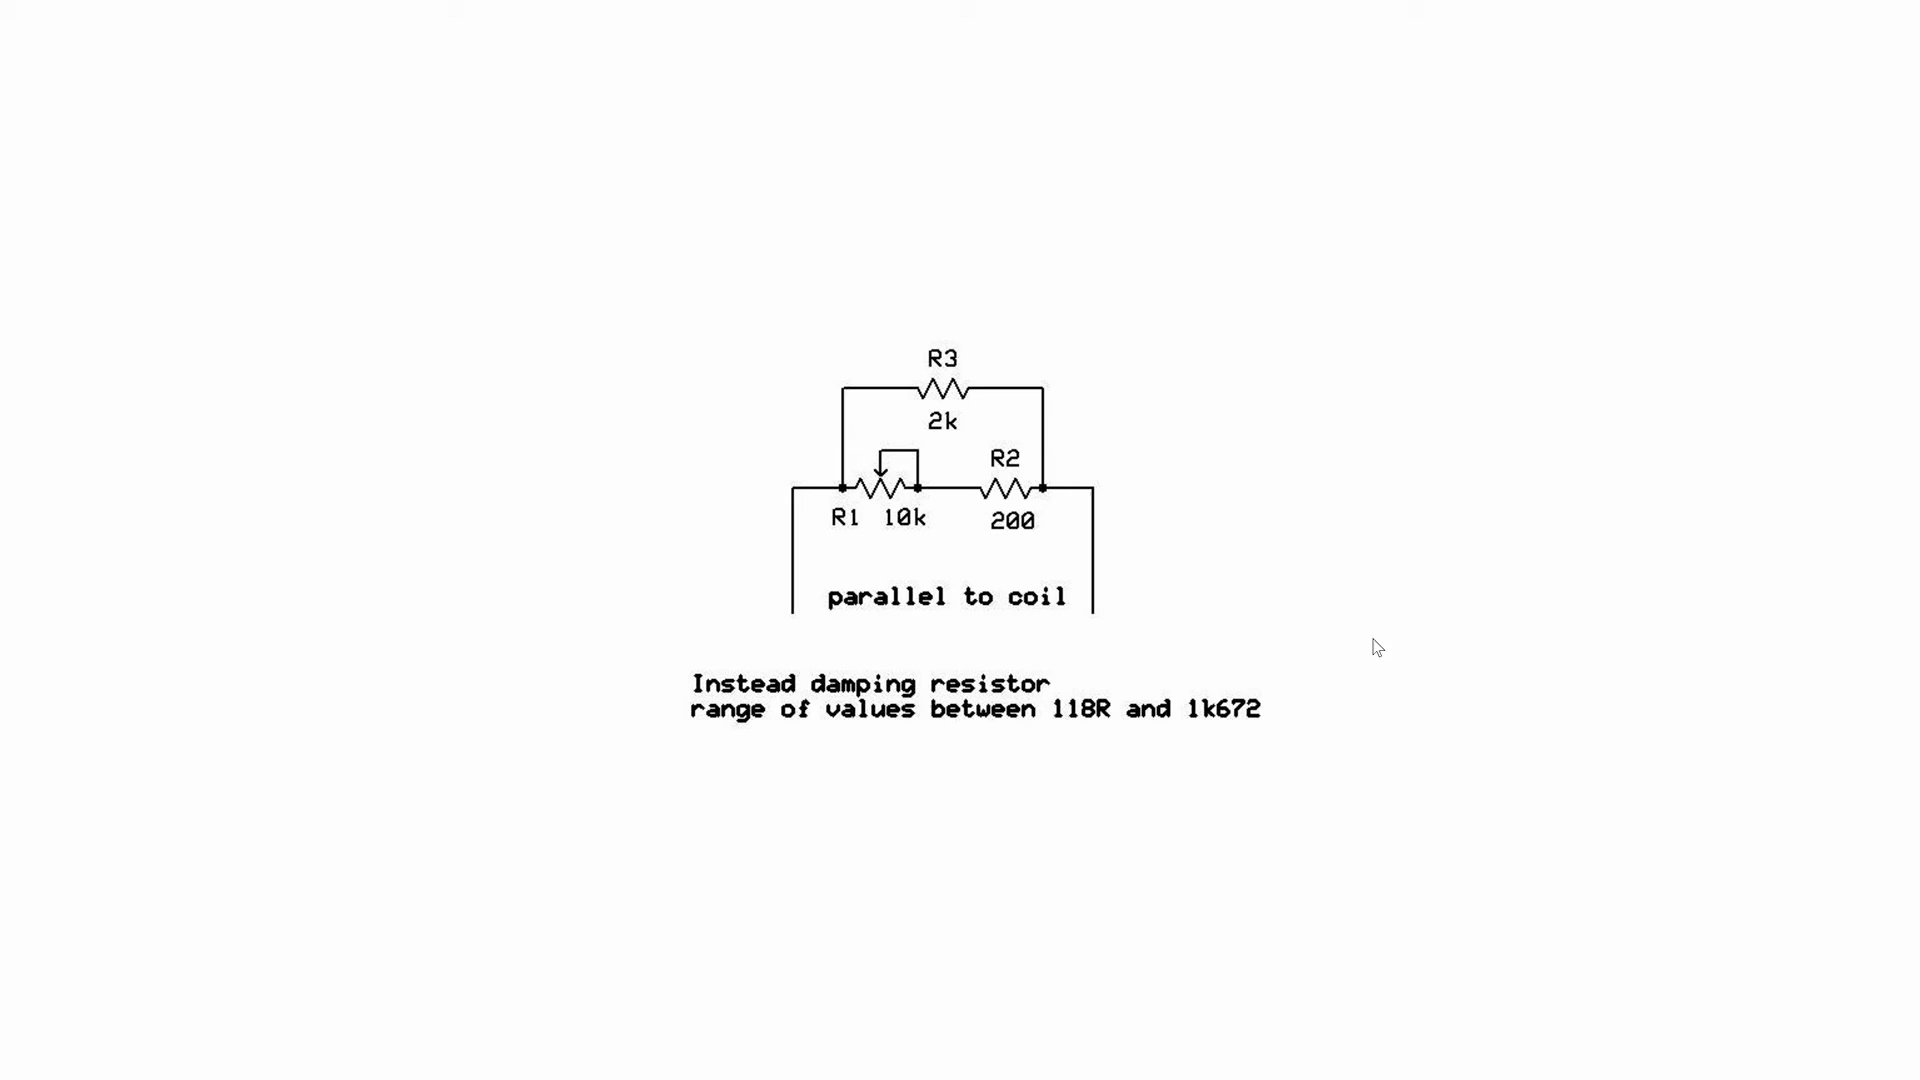 R3
2k
R2
R1 10k
200
parallel to coil
Instead damping resistor
range of values between 118R and 1k672